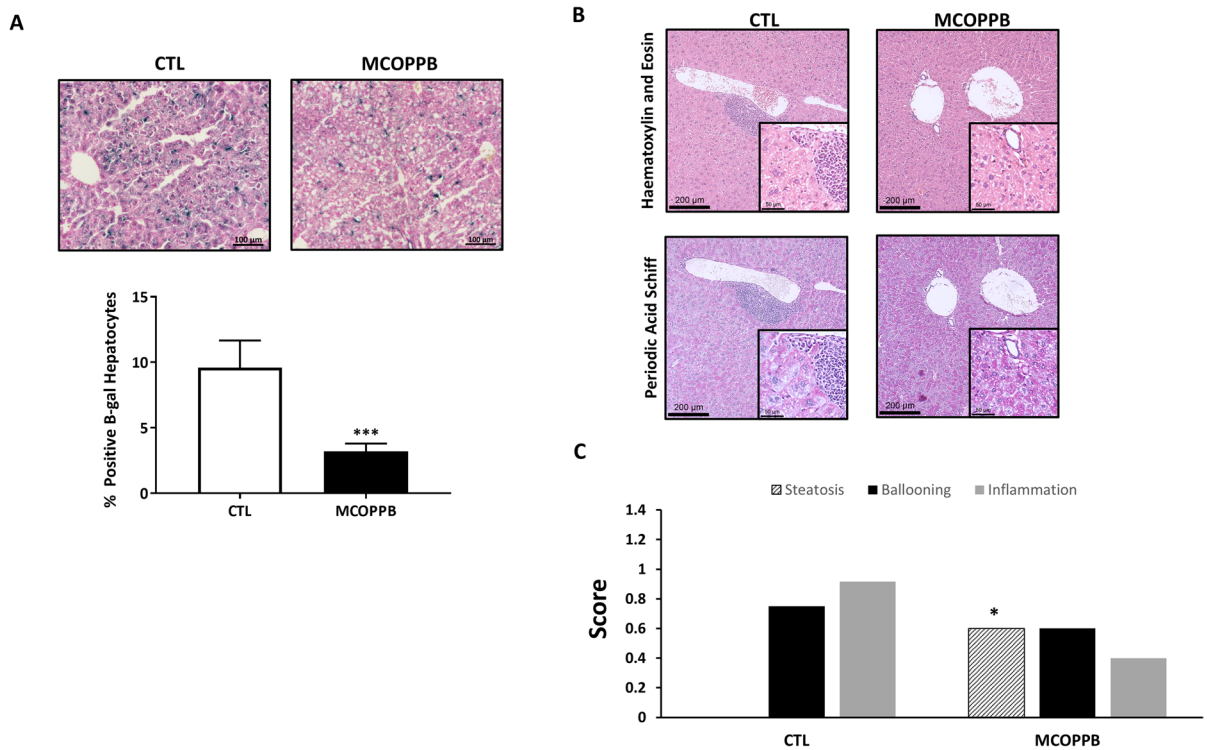 A
CTL
MCOPPB
100 µm
100 µm
% Positive B-gal Hepatocytes
15
10
5
0
***
CTL
MCOPPB
B
CTL
MCOPPB
Haematoxylin and Eosin
200 µm
50 µm
200 µm
50 µm
Periodic Acid Schiff
200 µm
50 µm
200 µm
50 µm
C
Steatosis
Ballooning
Inflammation
Score
1.4
1.2
1
0.8
0.6
0.4
0.2
0
*
CTL
MCOPPB